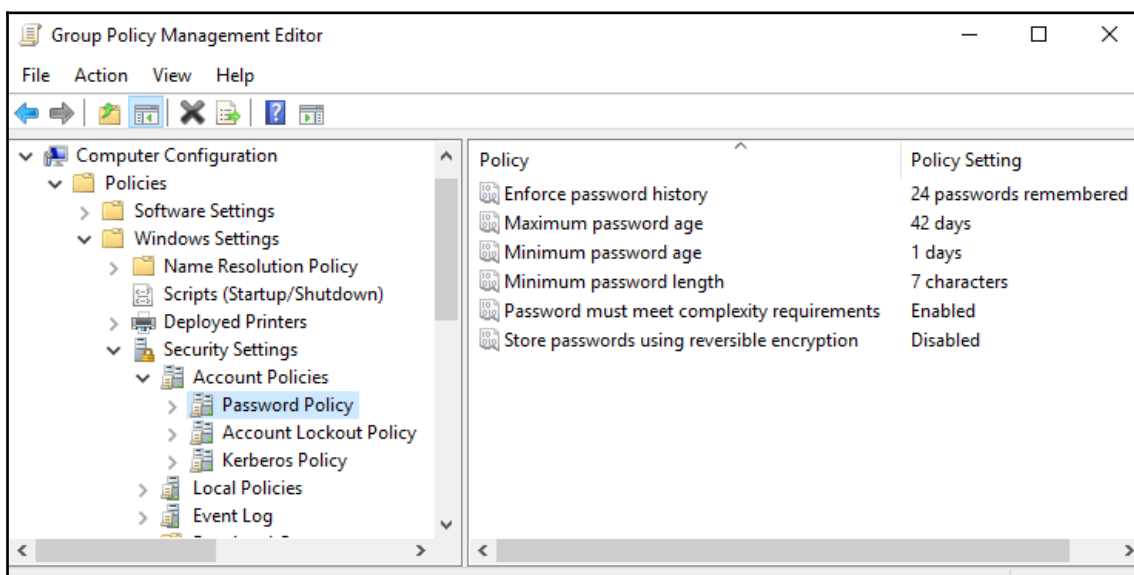 Group Policy Management Editor
File Action View Help
Computer Configuration
Policies
Software Settings
Windows Settings
Name Resolution Policy
Scripts (Startup/Shutdown)
Deployed Printers
Security Settings
Account Policies
Password Policy
Account Lockout Policy
Kerberos Policy
Local Policies
Event Log
Policy Policy Setting
Enforce password history 24 passwords remembered
Maximum password age 42 days
Minimum password age 1 days
Minimum password length 7 characters
Password must meet complexity requirements Enabled
Store passwords using reversible encryption Disabled